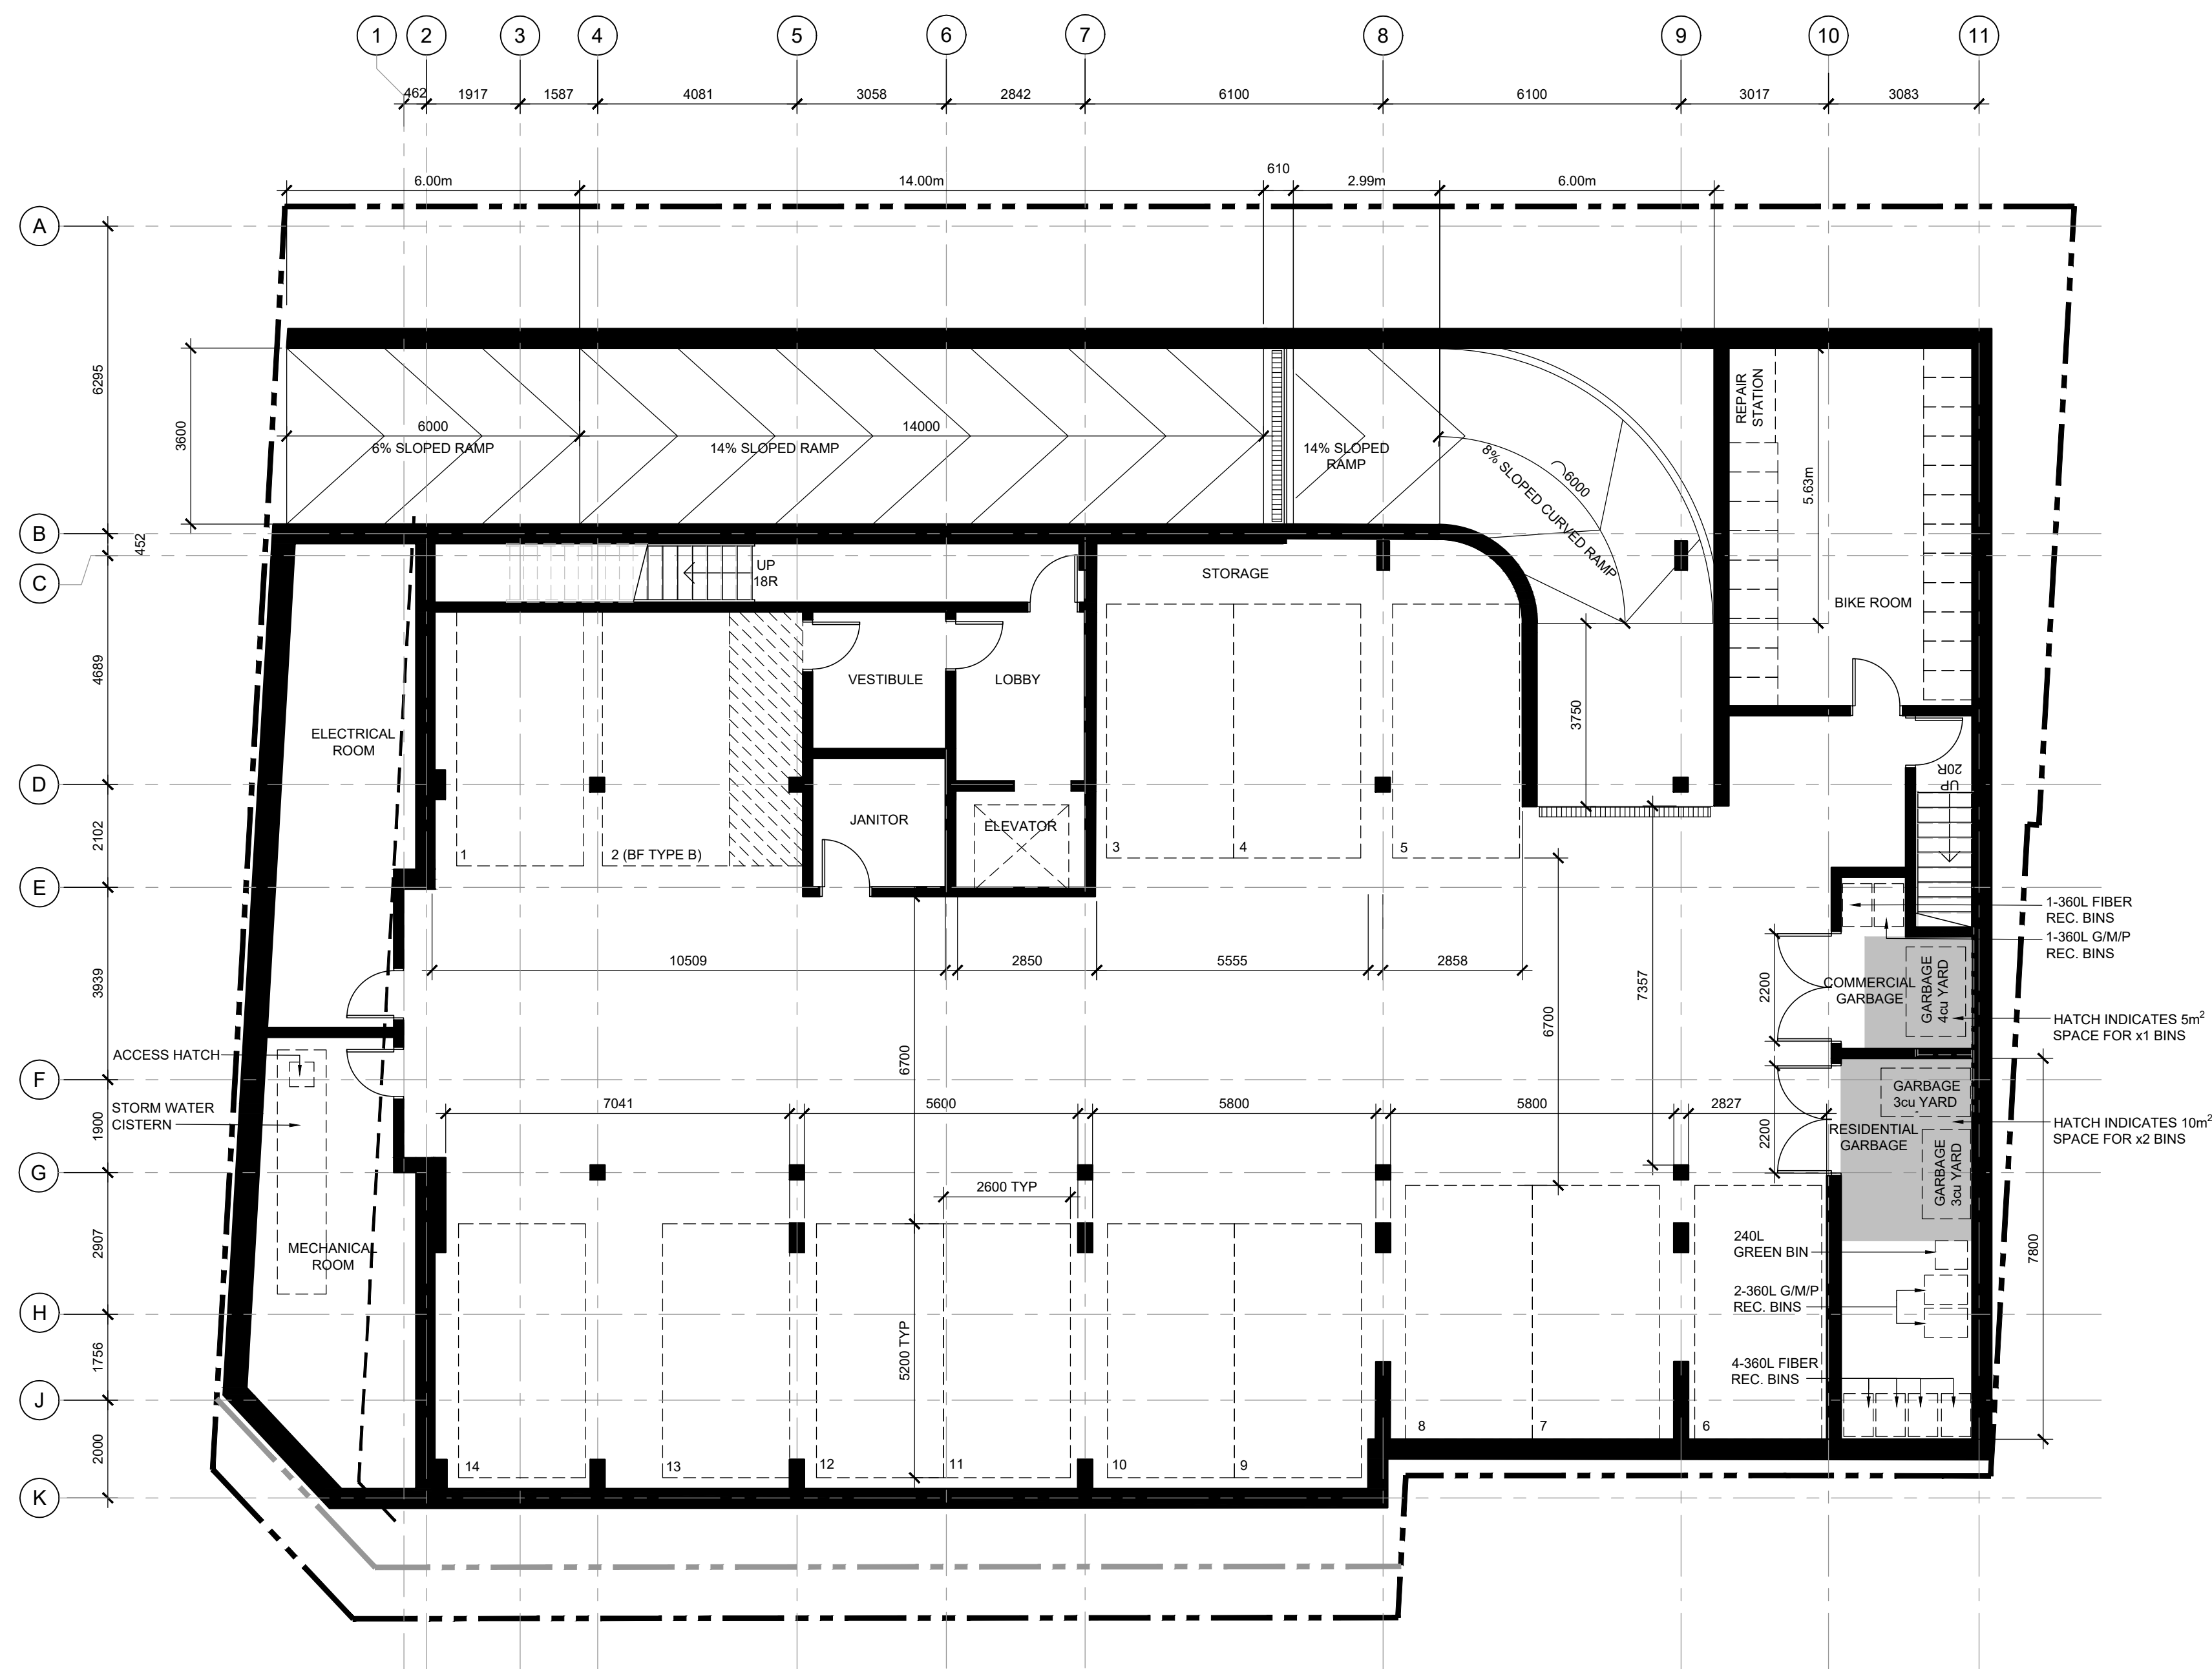 1 2 3 4 5 6 7 8 9 10 11
462 1917 1587 4081 3058 2842 6100 6100 3017 3083
6.00m 14.00m 610 2.99m 6.00m
A
B
C
D
E
F
G
H
J
K
6295
452
4689
2102
3939
1900
2907
1756
2000
3600
6000
6% SLOPED RAMP
14000
14% SLOPED RAMP
14% SLOPED
RAMP
8% SLOPED CURVED RAMP
6000
REPAIR
STATION
5.63m
BIKE ROOM
UP
18R
STORAGE
VESTIBULE
LOBBY
ELECTRICAL
ROOM
JANITOR
ELEVATOR
1
2 (BF TYPE B)
3
4
5
3750
UP
20R
1-360L FIBER
REC. BINS
1-360L G/M/P
REC. BINS
10509 2850 5555 2858
6700
6700
7357
2200
COMMERCIAL
GARBAGE
GARBAGE
4cu YARD
HATCH INDICATES 5m²
SPACE FOR x1 BINS
ACCESS HATCH
STORM WATER
CISTERN
7041 5600 5800 5800 2827
2200
GARBAGE
3cu YARD
RESIDENTIAL
GARBAGE
GARBAGE
3cu YARD
HATCH INDICATES 10m²
SPACE FOR x2 BINS
2600 TYP
MECHANICAL
ROOM
240L
GREEN BIN
7800
2-360L G/M/P
REC. BINS
5200 TYP
4-360L FIBER
REC. BINS
8
7
6
14
13
12
11
10
9